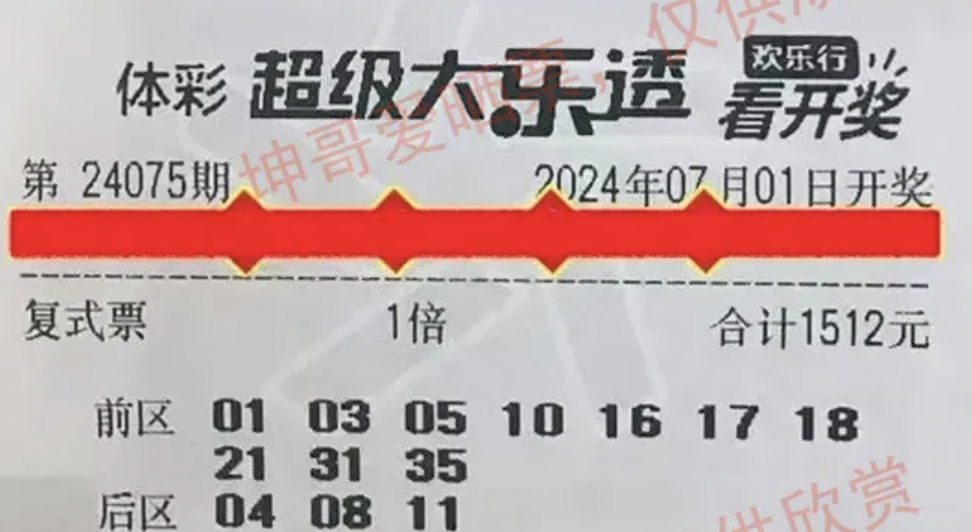 体彩 超级大乐透 欢乐行 看开奖
坤哥爱晒票，仅供欣
第 24075期 2024年07月01日开奖
复式票 1倍 合计1512元
前区 01 03 05 10 16 17 18
21 31 35
后区 04 08 11
供欣赏